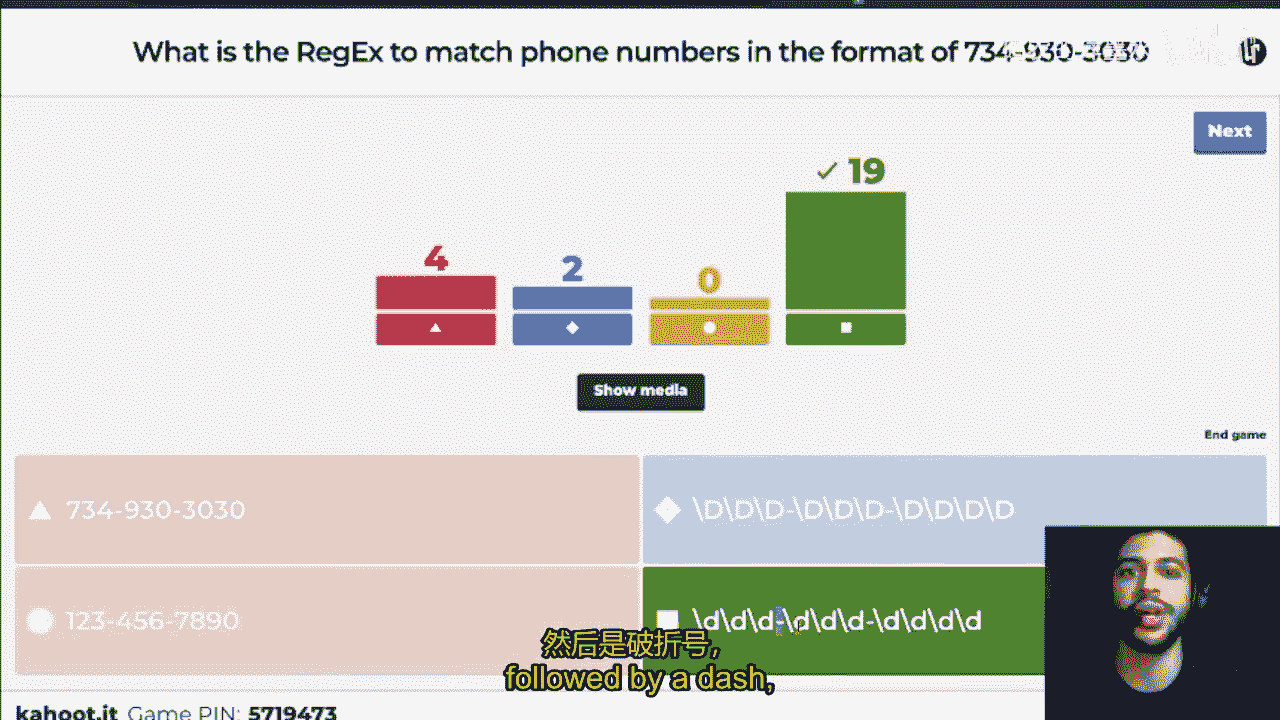 What is the RegEx to match phone numbers in the format of 734-930-3030
Next
4
2
0
✓ 19
Show media
End game
734-930-3030
\D\D\D-\D\D\D-\D\D\D\D
123-456-7890
\d\d\d-\d\d\d-\d\d\d\d
然后是破折号，
followed by a dash,
kahoot.it Game PIN: 5719473